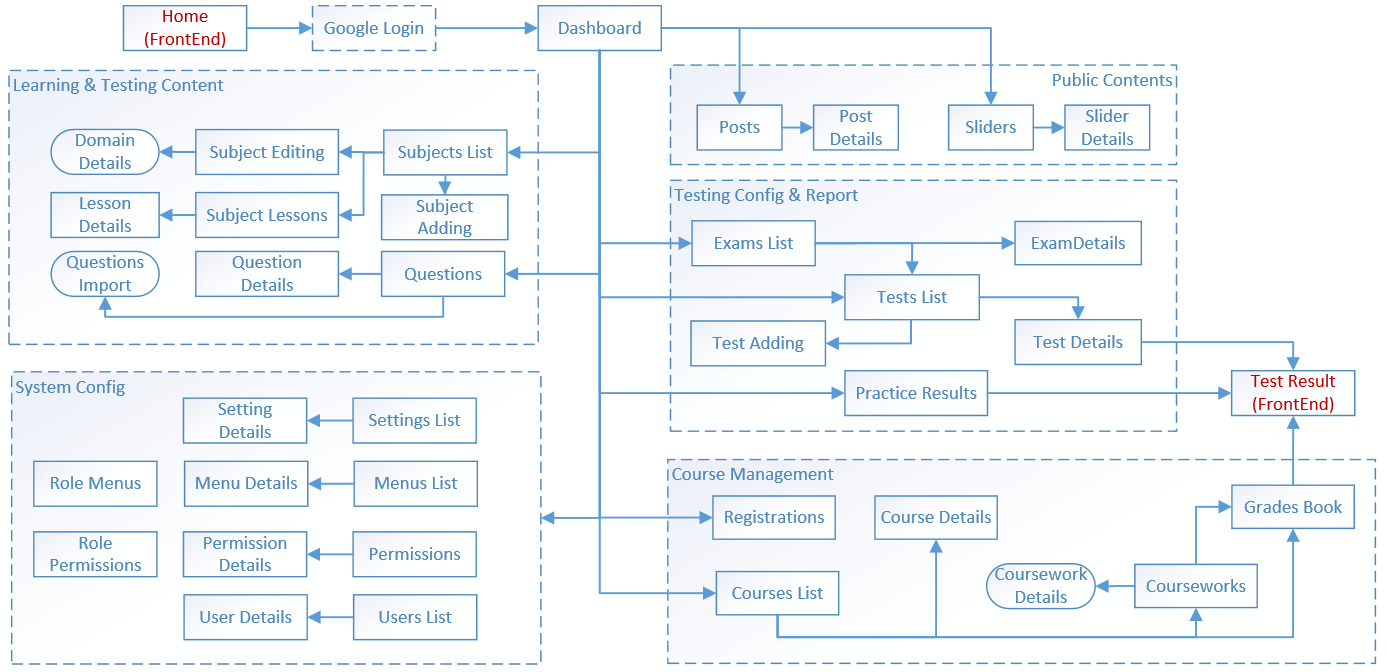 Home
(FrontEnd)
Google Login
Dashboard
Learning & Testing Content
Domain
Details
Subject Editing
Subjects List
Lesson
Details
Subject Lessons
Subject
Adding
Questions
Import
Question
Details
Questions
Public Contents
Posts
Post
Details
Sliders
Slider
Details
Testing Config & Report
Exams List
ExamDetails
Tests List
Test Adding
Test Details
Practice Results
Test Result
(FrontEnd)
System Config
Setting
Details
Settings List
Role Menus
Menu Details
Menus List
Role
Permissions
Permission
Details
Permissions
User Details
Users List
Course Management
Registrations
Course Details
Grades Book
Courses List
Coursework
Details
Courseworks